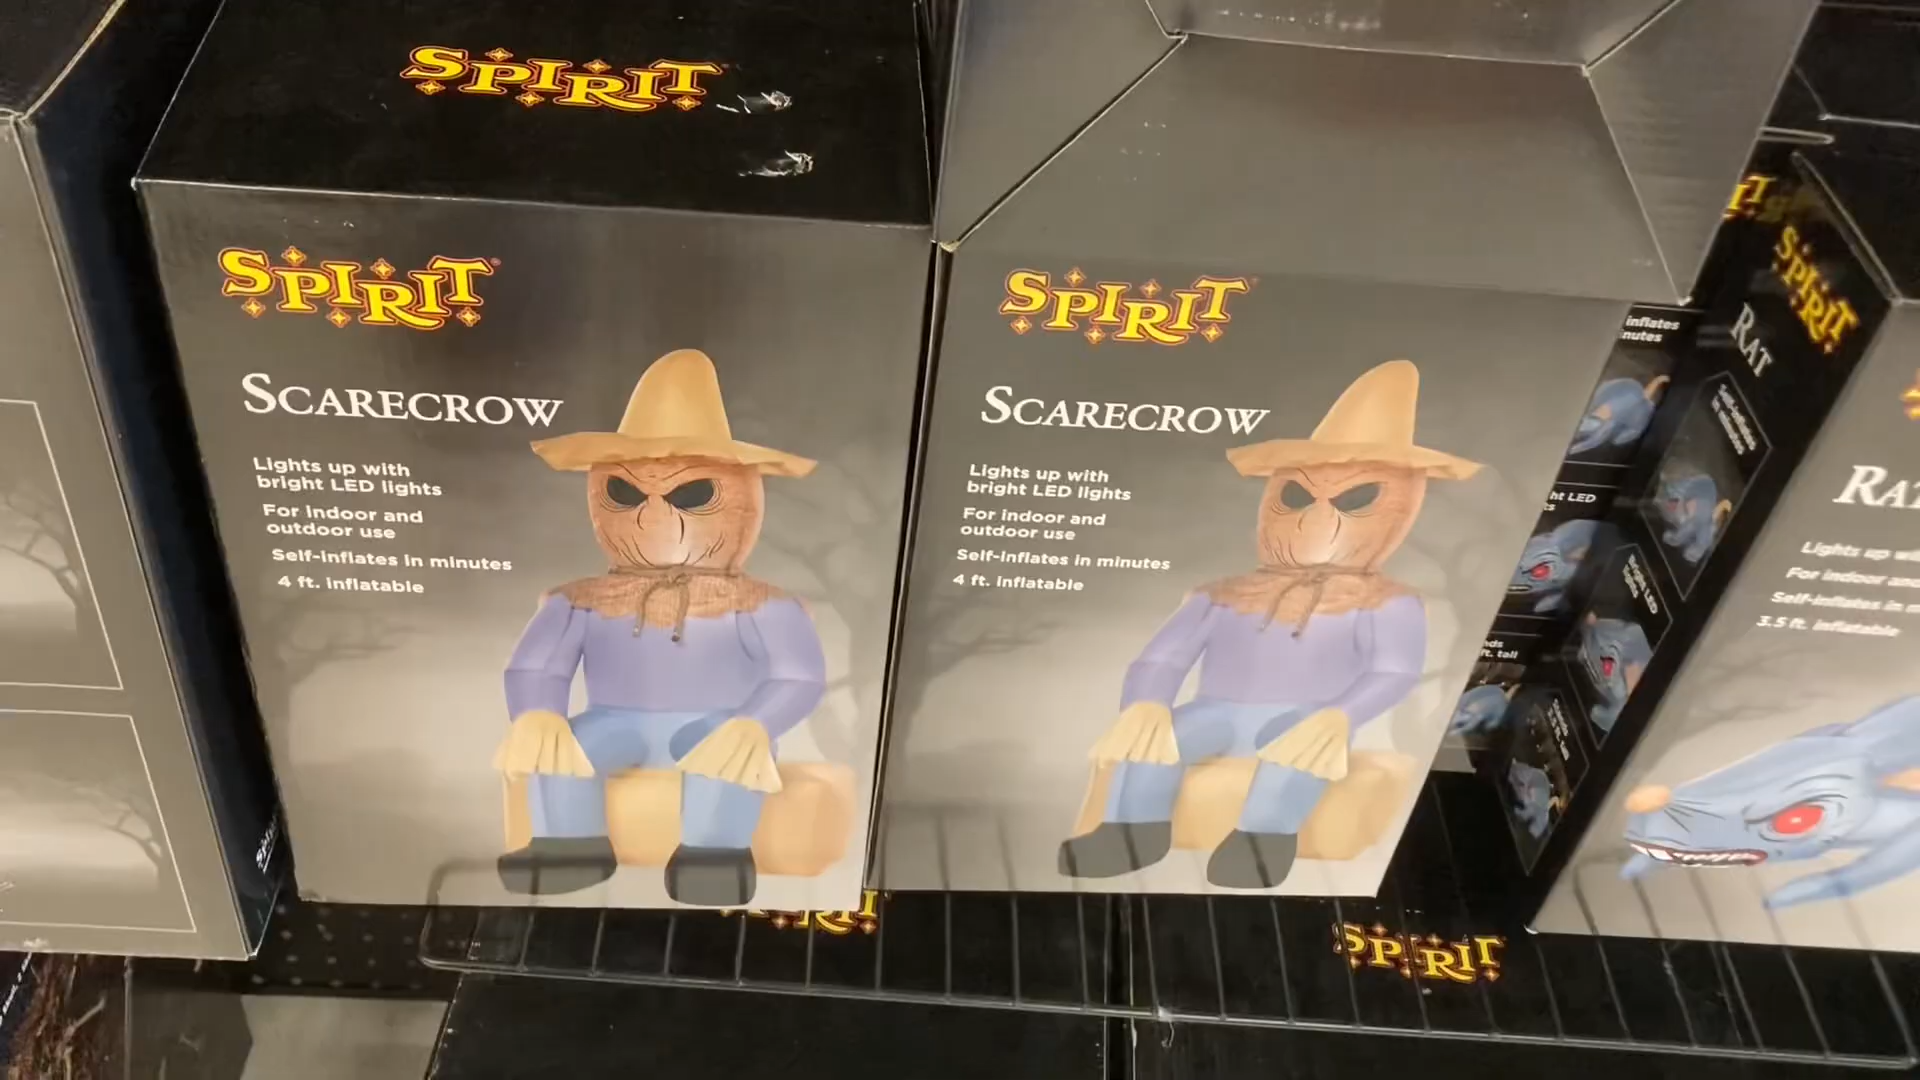 SPIRIT
SPIRIT
SCARECROW
Lights up with
bright LED lights
For indoor and
outdoor use
Self-inflates in minutes
4 ft. inflatable
SPIRIT
SCARECROW
Lights up with
bright LED lights
For indoor and
outdoor use
Self-inflates in minutes
4 ft. inflatable
inflates
SPIRIT
RAT
Lights up
For indoor and
Self-inflates in
3.5 ft. inflatable
SPIRIT